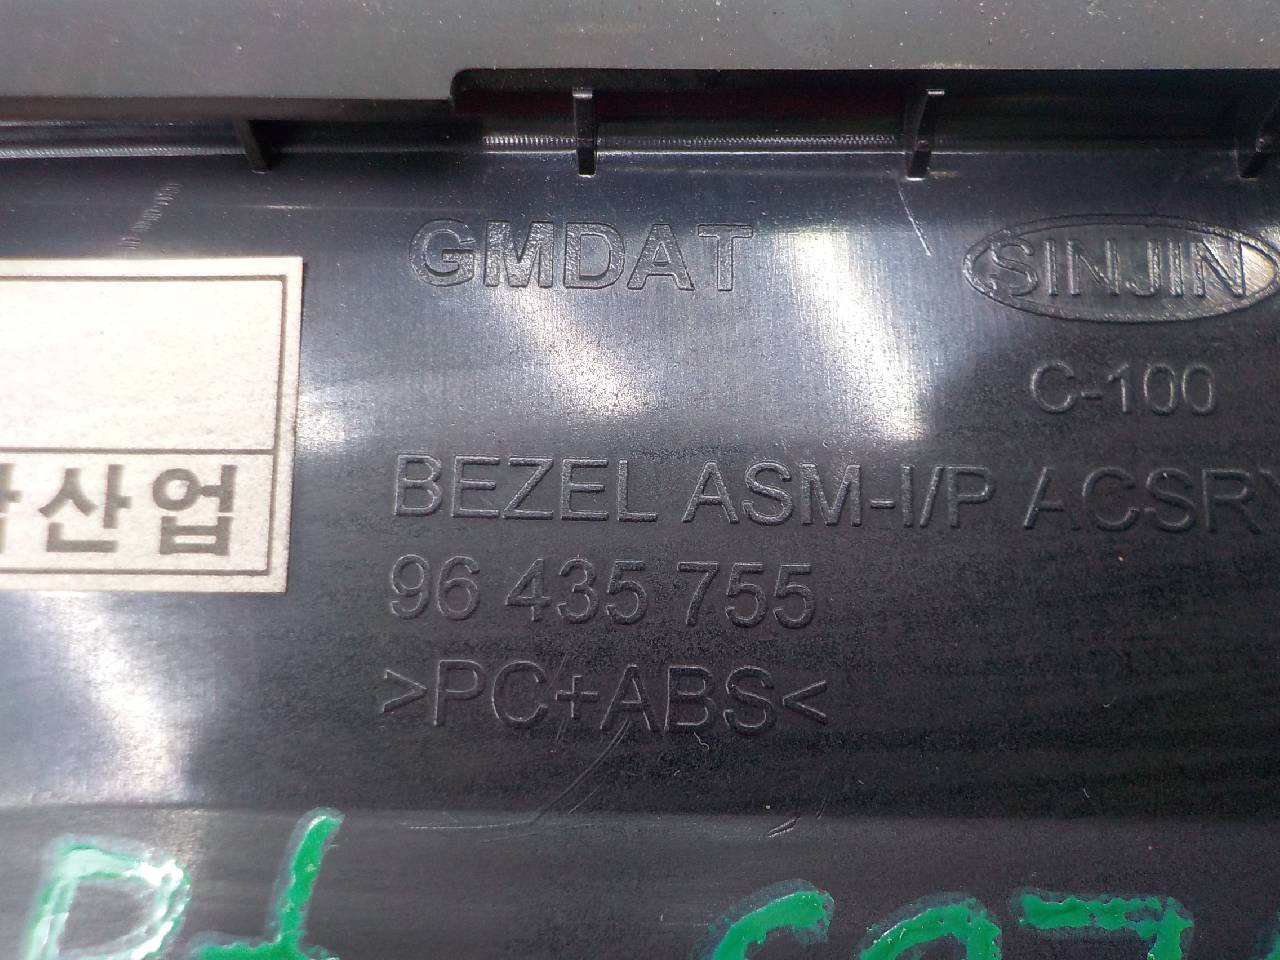 GMDAT
SINJIN
C-100
산업
BEZEL ASM-I/P ACSRY
96 435 755
>PC+ABS<